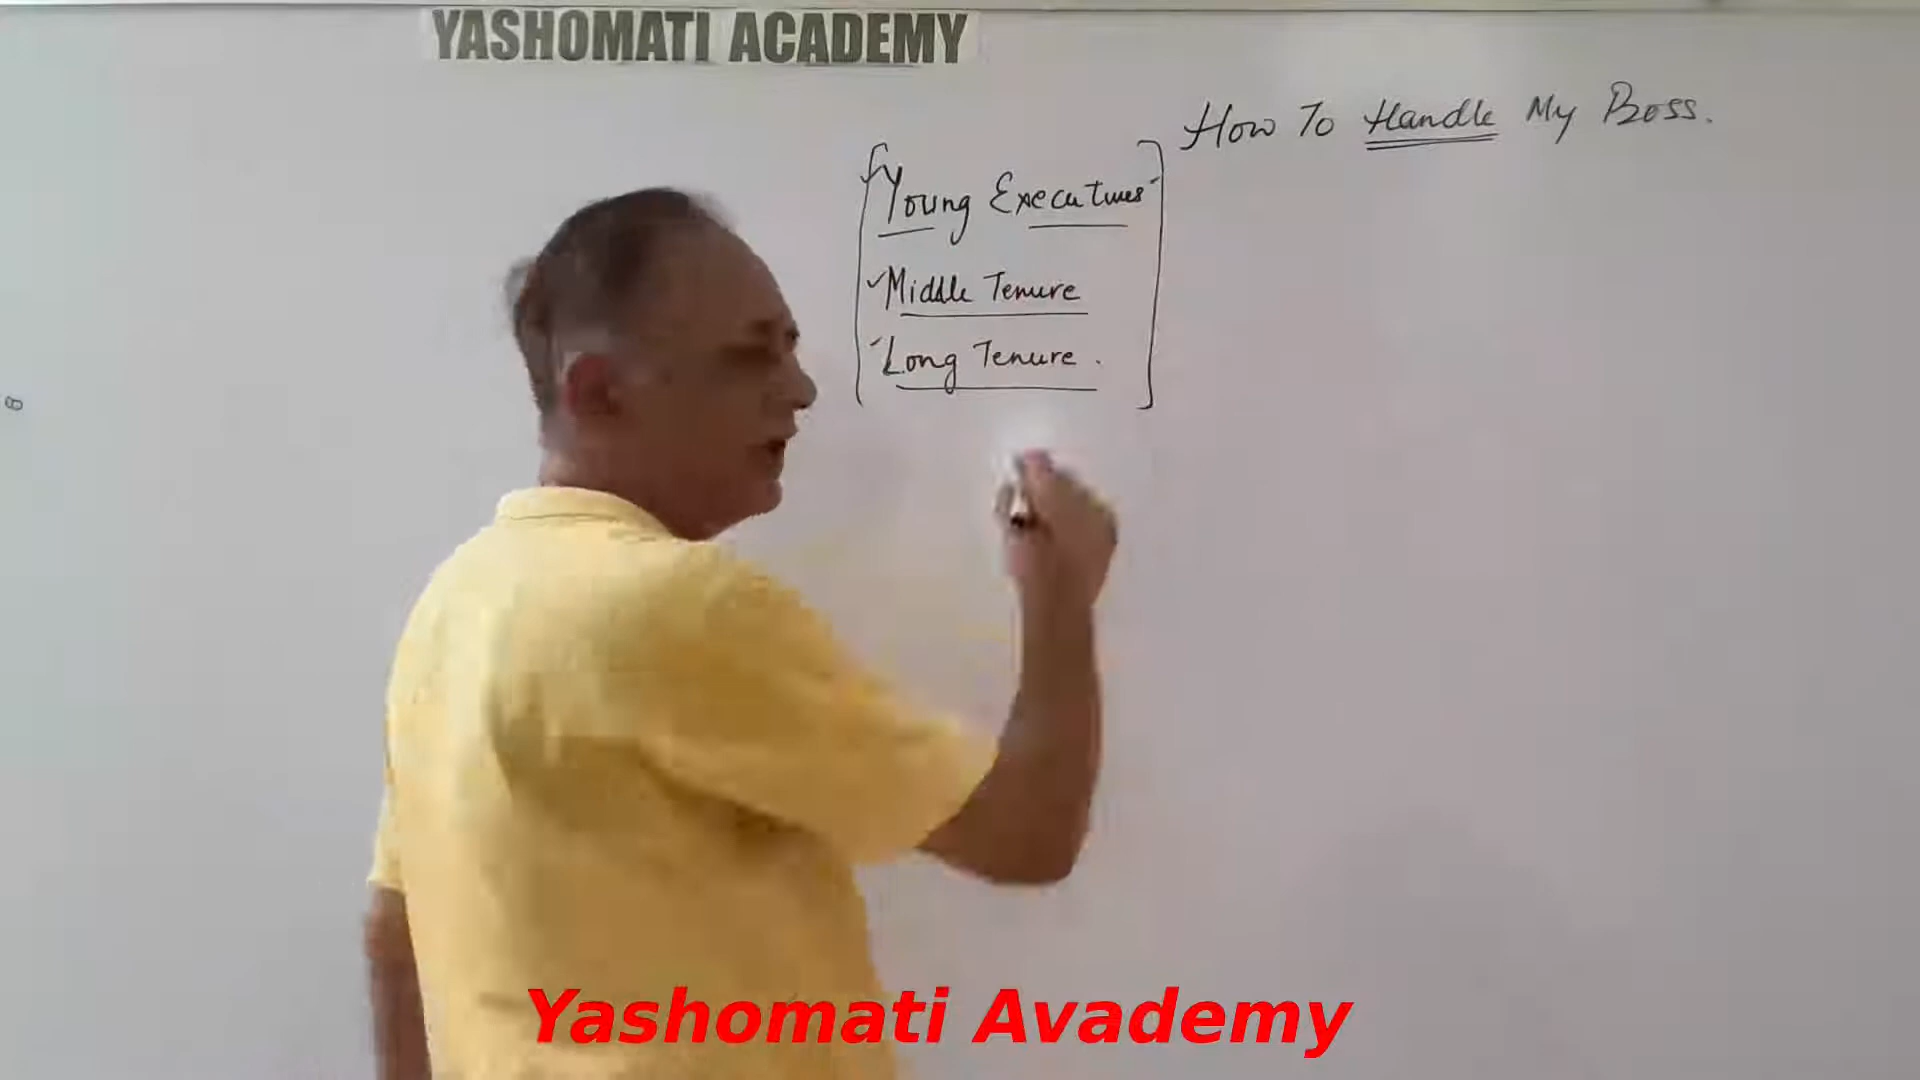 YASHOMATI ACADEMY
How To Handle My Boss.
Young Executives
Middle Tenure
Long Tenure.
Yashomati Avademy